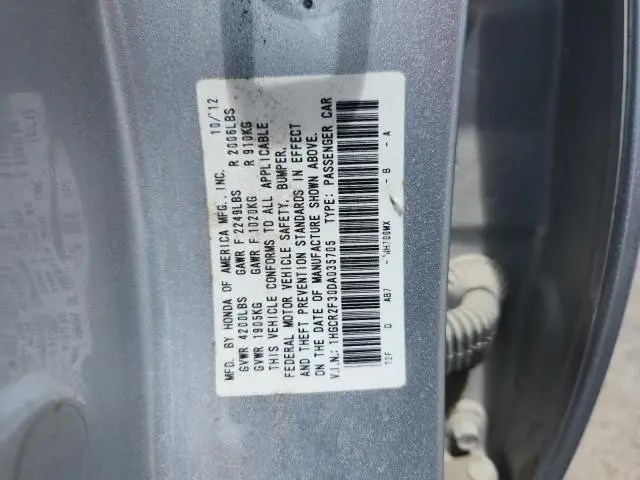 MFD. BY HONDA OF AMERICA MFG., INC. 10/12
GVWR 4200LBS GAWR F 2249LBS R 2006LBS
GVWR 1905KG GAWR F 1020KG R 910KG
THIS VEHICLE CONFORMS TO ALL APPLICABLE
FEDERAL MOTOR VEHICLE SAFETY, BUMPER,
AND THEFT PREVENTION STANDARDS IN EFFECT
ON THE DATE OF MANUFACTURE SHOWN ABOVE.
V.I.N.: 1HGCR2F30DA035705 TYPE: PASSENGER CAR
T2F D AB7 - NH700MX - B - A